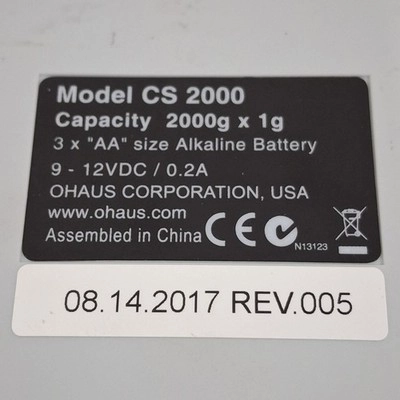 Model CS 2000
Capacity 2000g x 1g
3 x "AA" size Alkaline Battery
9 - 12VDC / 0.2A
OHAUS CORPORATION, USA
www.ohaus.com
Assembled in China CE N13123
08.14.2017 REV.005